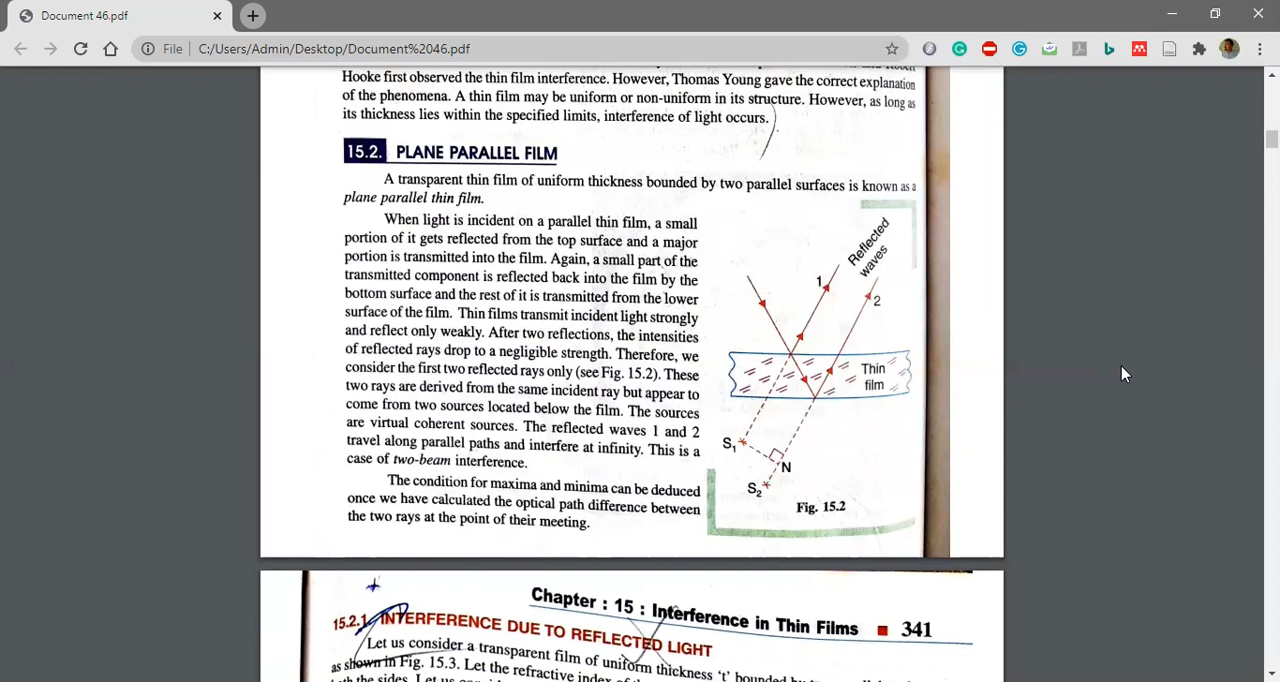 Document 46.pdf
File
C:/Users/Admin/Desktop/Document%2046.pdf
Hooke first observed the thin film interference. However, Thomas Young gave the correct explanation
of the phenomena. A thin film may be uniform or non-uniform in its structure. However, as long as
its thickness lies within the specified limits, interference of light occurs.
15.2. PLANE PARALLEL FILM
A transparent thin film of uniform thickness bounded by two parallel surfaces is known as a
plane parallel thin film.
When light is incident on a parallel thin film, a small
portion of it gets reflected from the top surface and a major
portion is transmitted into the film. Again, a small part of the
transmitted component is reflected back into the film by the
bottom surface and the rest of it is transmitted from the lower
surface of the film. Thin films transmit incident light strongly
and reflect only weakly. After two reflections, the intensities
of reflected rays drop to a negligible strength. Therefore, we
consider the first two reflected rays only (see Fig. 15.2). These
two rays are derived from the same incident ray but appear to
come from two sources located below the film. The sources
are virtual coherent sources. The reflected waves 1 and 2
travel along parallel paths and interfere at infinity. This is a
case of two-beam interference.
The condition for maxima and minima can be deduced
once we have calculated the optical path difference between
the two rays at the point of their meeting.
Reflected
waves
1
2
Thin
film
S1
N
S2
Fig. 15.2
Chapter : 15 : Interference in Thin Films ■ 341
15.2.1 INTERFERENCE DUE TO REFLECTED LIGHT
Let us consider a transparent film of uniform thickness 't' bounded
as shown in Fig. 15.3. Let the refractive index
the sides. Let us